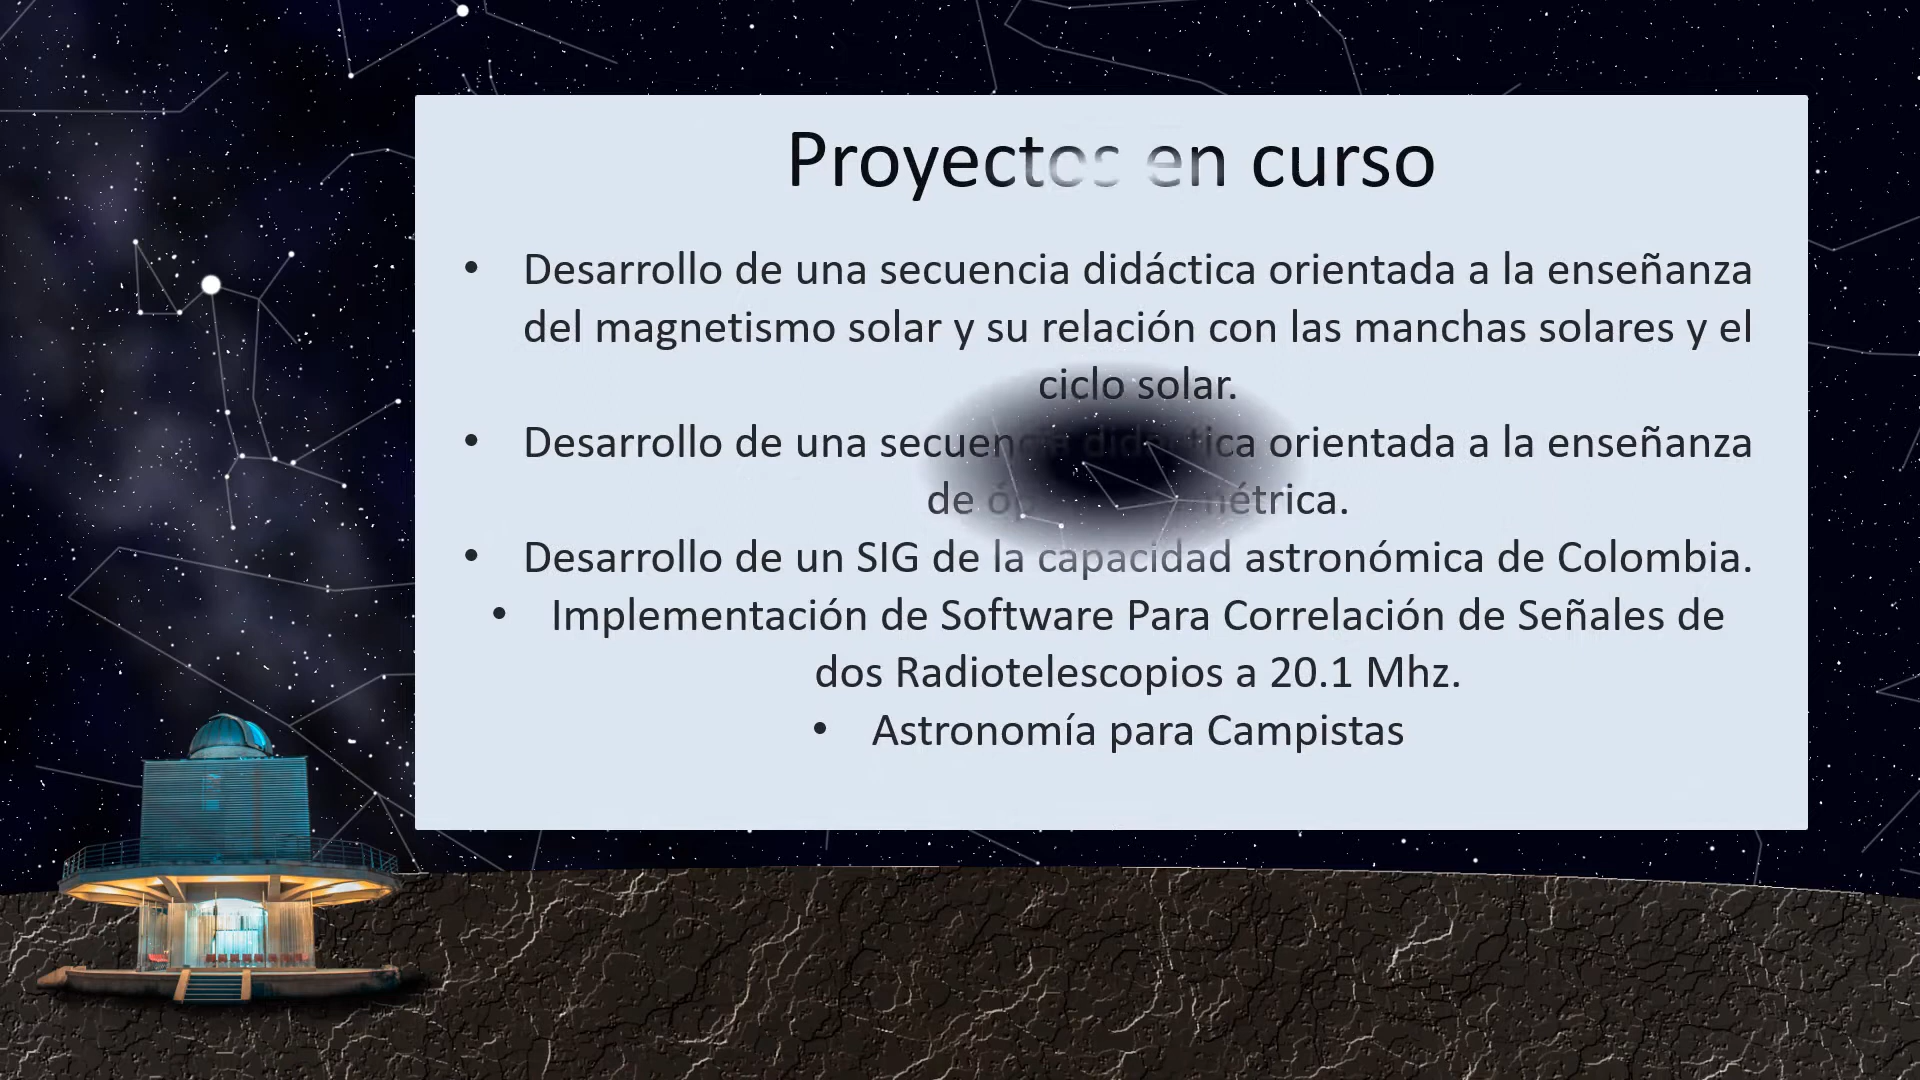 Proyectos en curso
• Desarrollo de una secuencia didáctica orientada a la enseñanza
del magnetismo solar y su relación con las manchas solares y el
ciclo solar.
• Desarrollo de una secuencia didáctica orientada a la enseñanza
de
• Desarrollo de un SIG de la capacidad astronómica de Colombia.
• Implementación de Software Para Correlación de Señales de
dos Radiotelescopios a 20.1 Mhz.
• Astronomía para Campistas